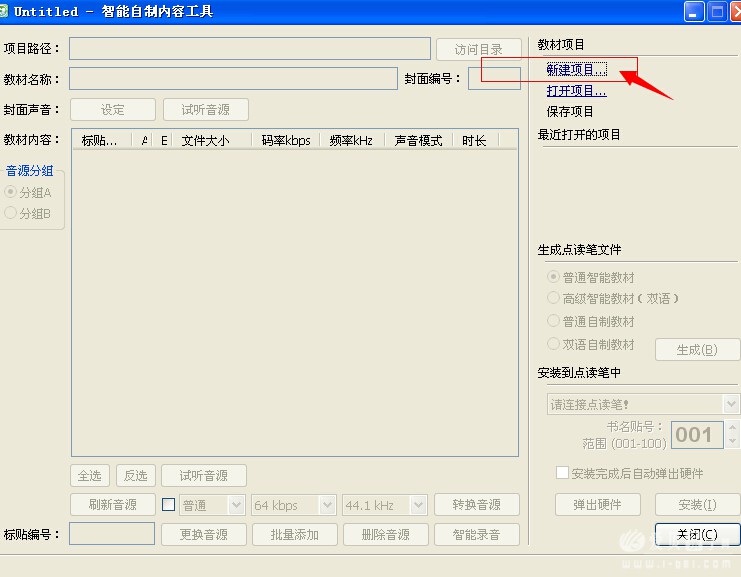 Untitled - 智能自制内容工具
项目路径：
访问目录
教材名称：
封面编号：
封面声音：
设定
试听音源
教材内容：
标贴...  A  E  文件大小  码率kbps  频率kHz  声音模式  时长
音源分组
分组A
分组B
全选
反选
试听音源
刷新音源
普通
64 kbps
44.1 kHz
转换音源
标贴编号：
更换音源
批量添加
删除音源
智能录音
教材项目
新建项目...
打开项目...
保存项目
最近打开的项目
生成点读笔文件
普通智能教材
高级智能教材(双语)
普通自制教材
双语自制教材
生成(B)
安装到点读笔中
请连接点读笔!
书名贴号：
范围 (001-100)
001
安装完成后自动弹出硬件
弹出硬件
安装(I)
关闭(C)